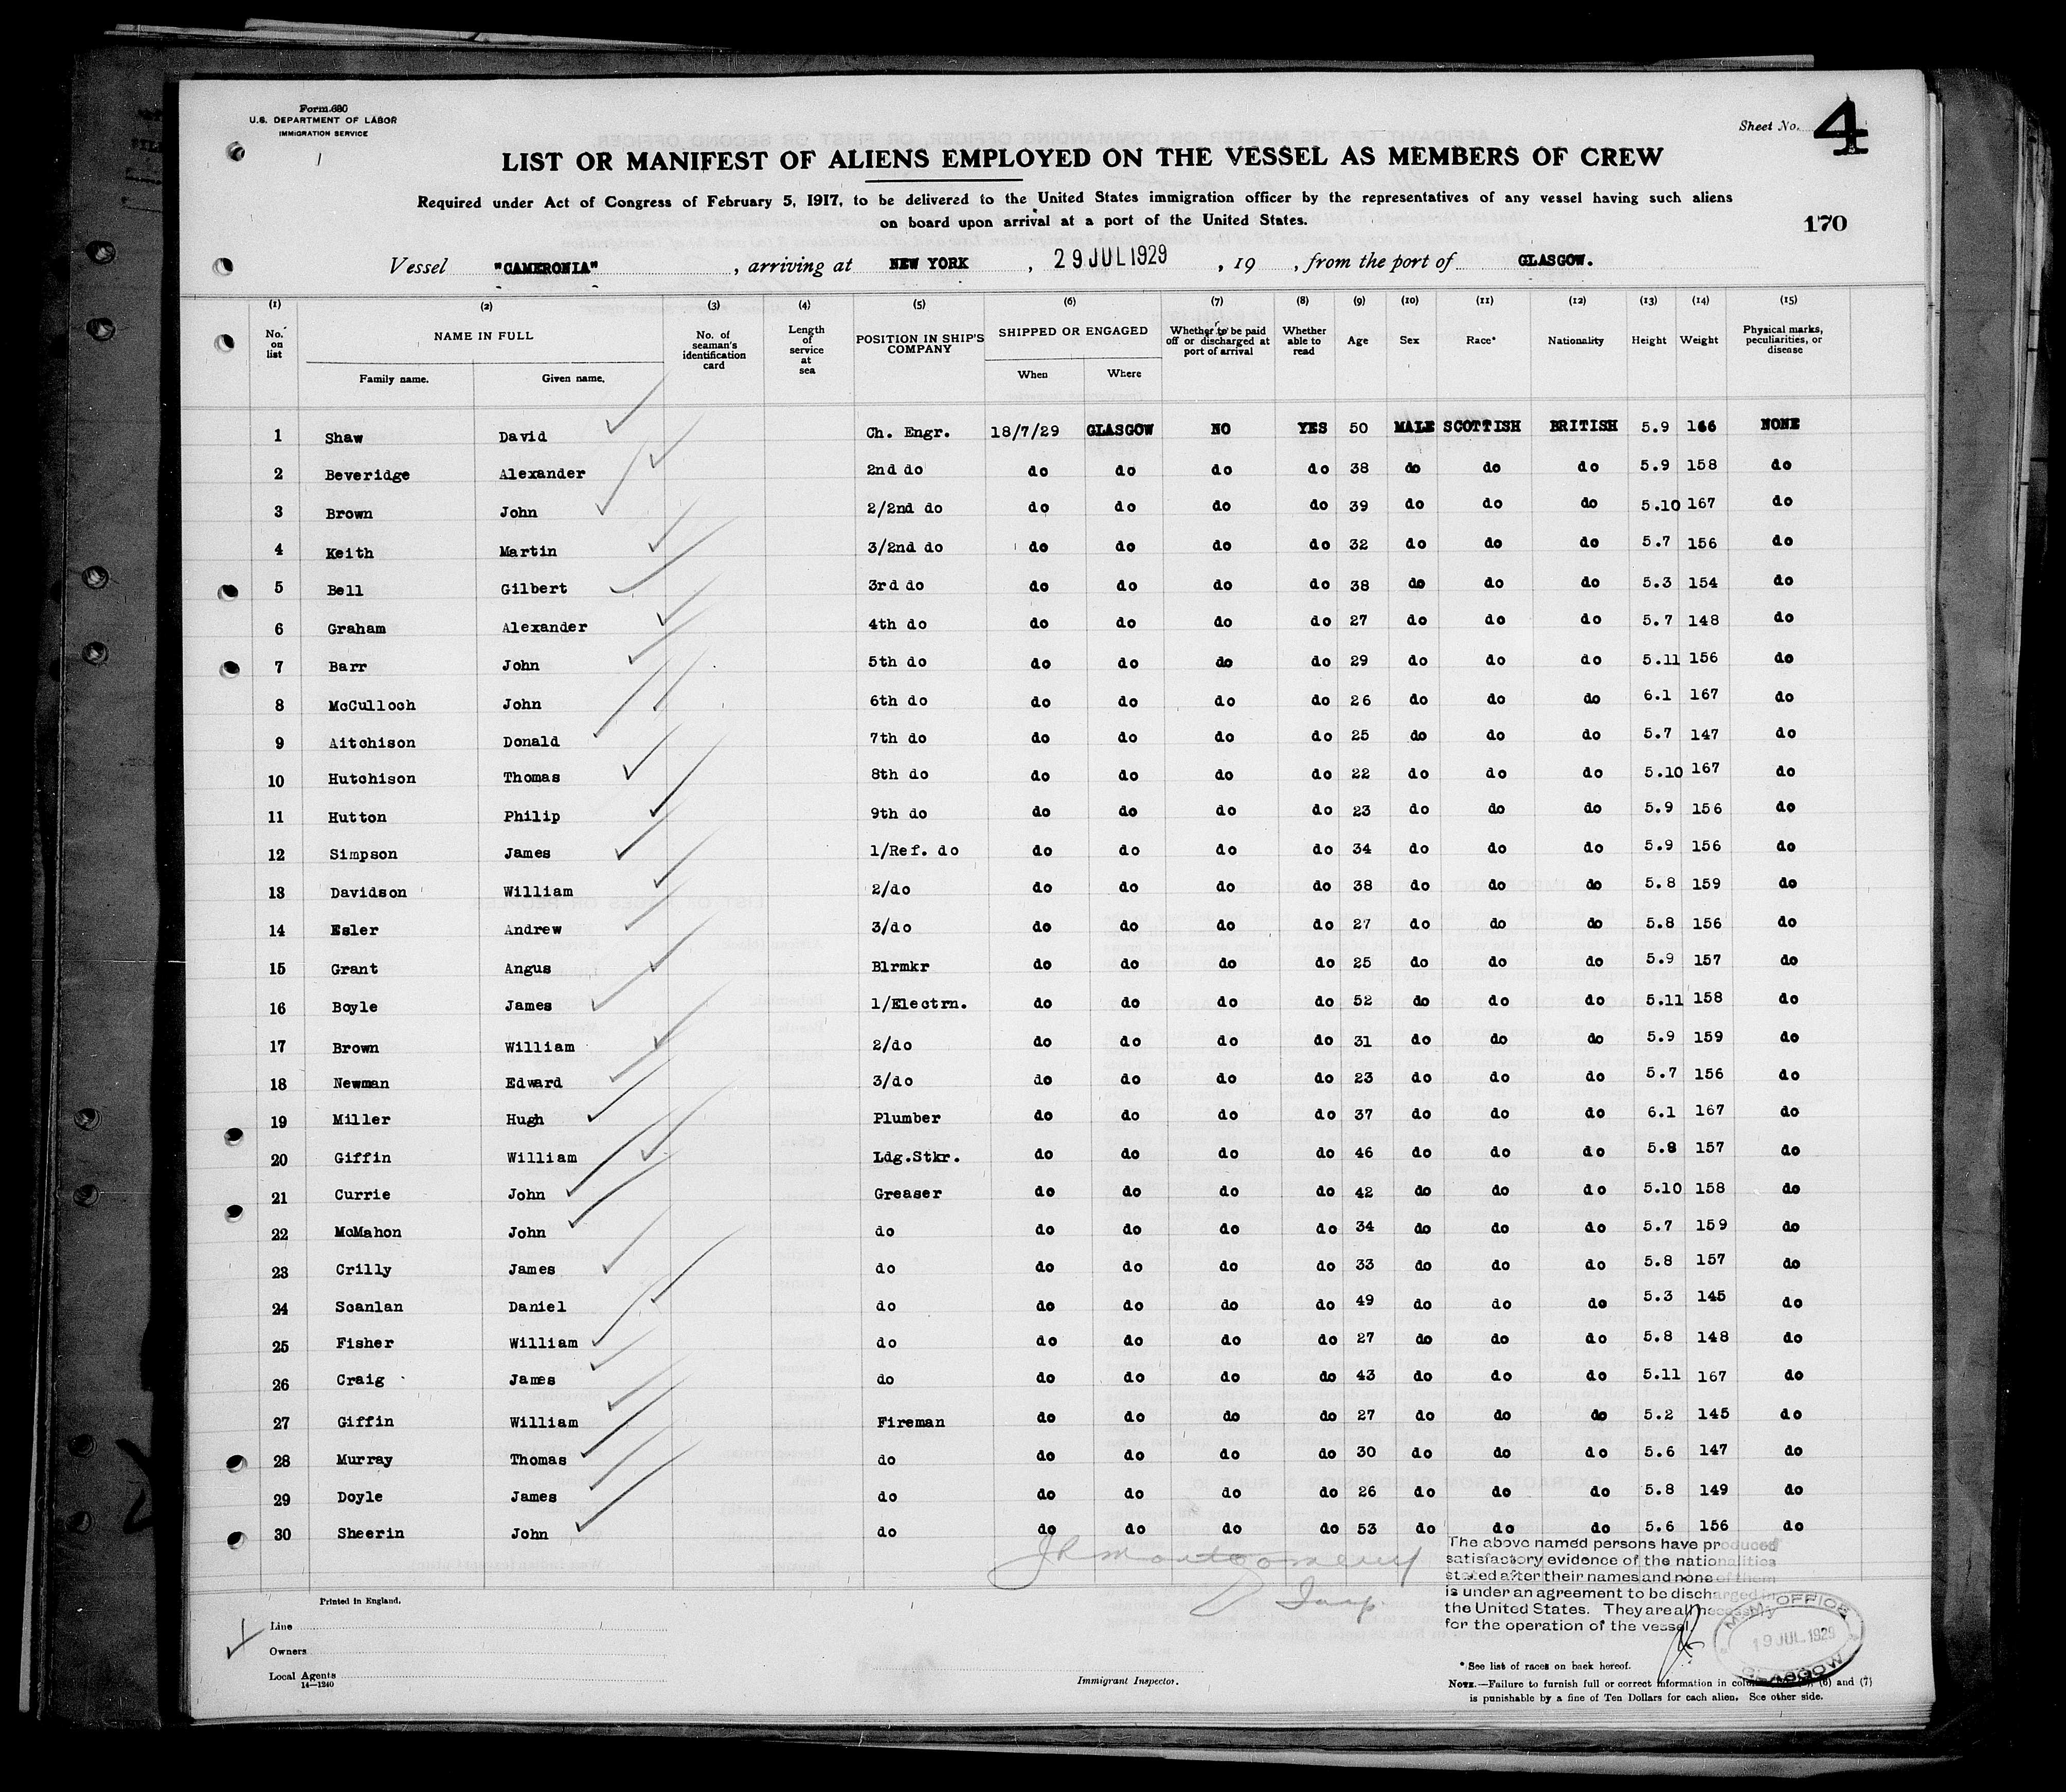 Form 680
U.S. DEPARTMENT OF LABOR
IMMIGRATION SERVICE
Sheet No. 4
LIST OR MANIFEST OF ALIENS EMPLOYED ON THE VESSEL AS MEMBERS OF CREW
Required under Act of Congress of February 5, 1917, to be delivered to the United States immigration officer by the representatives of any vessel having such aliens
on board upon arrival at a port of the United States.
170
Vessel "CAMERONIA", arriving at NEW YORK, 29 JUL 1929, 19 , from the port of GLASGOW.
(1) (2) (3) (4) (5) (6) (7) (8) (9) (10) (11) (12) (13) (14) (15)
No. on list NAME IN FULL Family name. Given name. No. of seaman's identification card Length of service at sea POSITION IN SHIP'S COMPANY SHIPPED OR ENGAGED When Where Whether to be paid off or discharged at port of arrival Whether able to read Age Sex Race* Nationality Height Weight Physical marks, peculiarities, or disease
1 Shaw David Ch. Engr. 18/7/29 GLASGOW NO YES 50 MALE SCOTTISH BRITISH 5.9 166 NONE
2 Beveridge Alexander 2nd do do do do do 38 do do do 5.9 158 do
3 Brown John 2/2nd do do do do do 39 do do do 5.10 167 do
4 Keith Martin 3/2nd do do do do do 32 do do do 5.7 156 do
5 Bell Gilbert 3rd do do do do do 38 do do do 5.3 154 do
6 Graham Alexander 4th do do do do do 27 do do do 5.7 148 do
7 Barr John 5th do do do do do 29 do do do 5.11 156 do
8 McCulloch John 6th do do do do do 26 do do do 6.1 167 do
9 Aitchison Donald 7th do do do do do 25 do do do 5.7 147 do
10 Hutchison Thomas 8th do do do do do 22 do do do 5.10 167 do
11 Hutton Philip 9th do do do do do 23 do do do 5.9 156 do
12 Simpson James 1/Ref. do do do do do 34 do do do 5.9 156 do
13 Davidson William 2/do do do do do 38 do do do 5.8 159 do
14 Esler Andrew 3/do do do do do 27 do do do 5.8 156 do
15 Grant Angus Blrmkr do do do do 25 do do do 5.9 157 do
16 Boyle James 1/Electrn. do do do do 52 do do do 5.11 158 do
17 Brown William 2/do do do do do 31 do do do 5.9 159 do
18 Newman Edward 3/do do do do do 23 do do do 5.7 156 do
19 Miller Hugh Plumber do do do do 37 do do do 6.1 167 do
20 Giffin William Ldg.Stkr. do do do do 46 do do do 5.8 157 do
21 Currie John Greaser do do do do 42 do do do 5.10 158 do
22 McMahon John do do do do do 34 do do do 5.7 159 do
23 Crilly James do do do do do 33 do do do 5.8 157 do
24 Scanlan Daniel do do do do do 49 do do do 5.3 145 do
25 Fisher William do do do do do 27 do do do 5.8 148 do
26 Craig James do do do do do 43 do do do 5.11 167 do
27 Giffin William Fireman do do do do 27 do do do 5.2 145 do
28 Murray Thomas do do do do do 30 do do do 5.6 147 do
29 Doyle James do do do do do 26 do do do 5.8 149 do
30 Sheerin John do do do do do 53 do do do 5.6 156 do
JR Montgomery
Insp.
The above named persons have produced
satisfactory evidence of the nationalities
stated after their names and none of them
is under an agreement to be discharged in
the United States. They are all necessary
for the operation of the vessel
M.M. OFFICE
19 JUL 1929
GLASGOW
Printed in England.
Line
Owners
Local Agents
14—1240
Immigrant Inspector.
* See list of races on back hereof.
NOTE.—Failure to furnish full or correct information in (6) and (7)
is punishable by a fine of Ten Dollars for each alien. See other side.